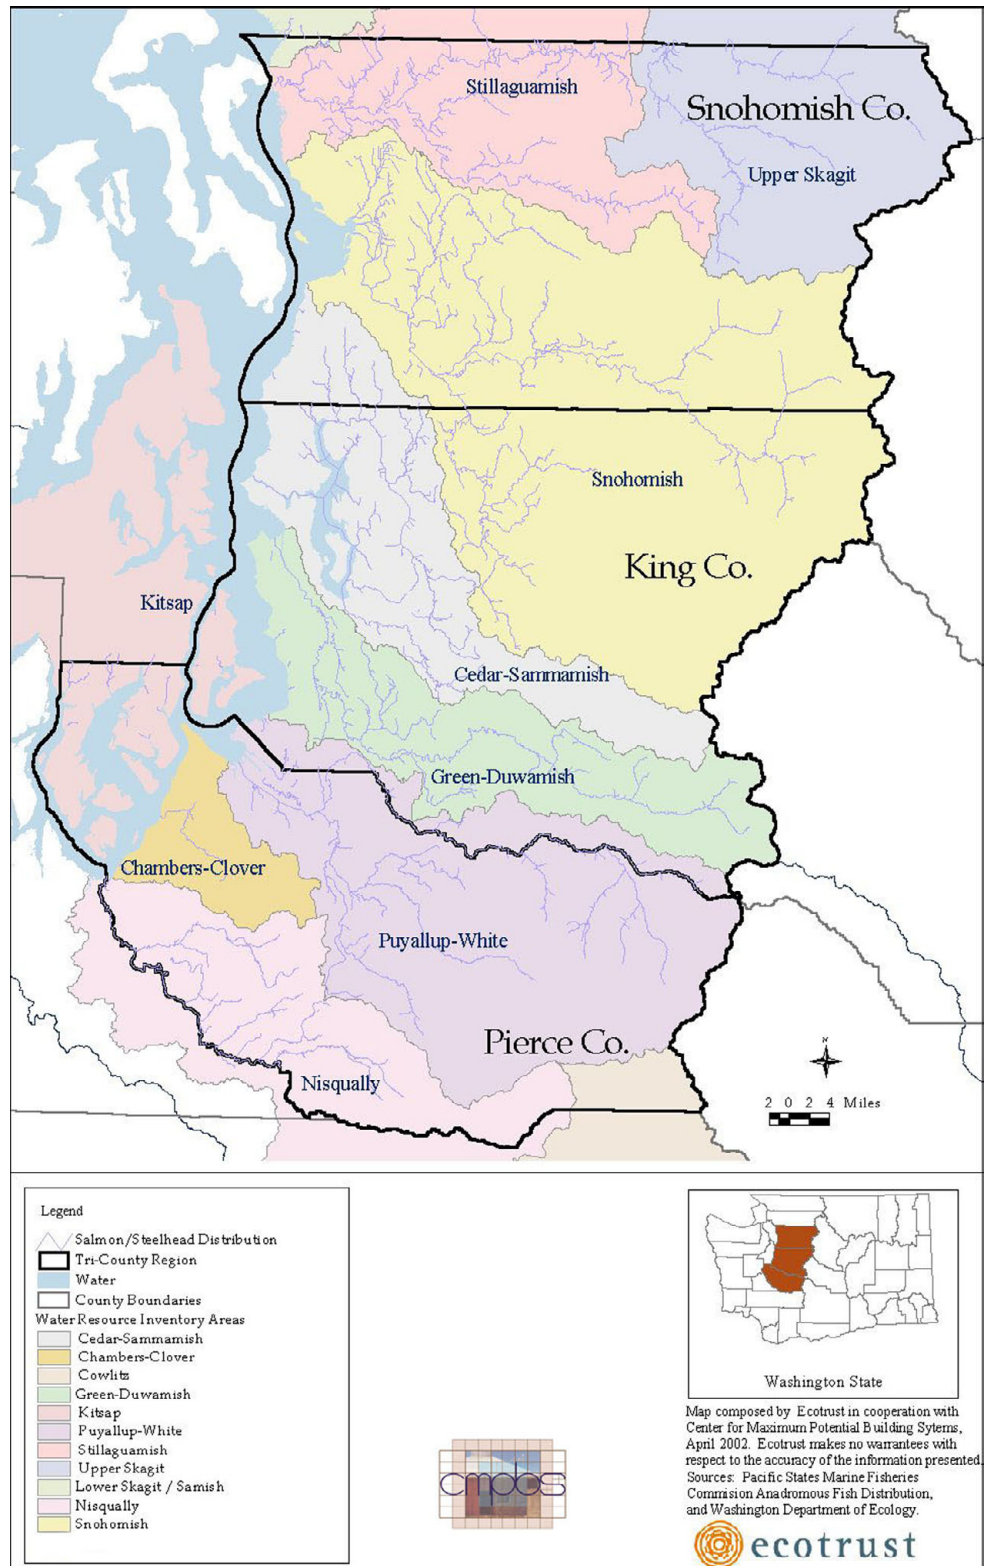 Stillaguamish
Snohomish Co.
Upper Skagit
Snohomish
King Co.
Kitsap
Cedar-Sammamish
Green-Duwamish
Chambers-Clover
Puyallup-White
Pierce Co.
Nisqually
N
2 0 2 4 Miles
Legend
Salmon/Steelhead Distribution
Tri-County Region
Water
County Boundaries
Water Resource Inventory Areas
Cedar-Sammamish
Chambers-Clover
Cowlitz
Green-Duwamish
Kitsap
Puyallup-White
Stillaguamish
Upper Skagit
Lower Skagit / Samish
Nisqually
Snohomish
cmpbs
Washington State
Map composed by Ecotrust in cooperation with
Center for Maximum Potential Building Sytems,
April 2002. Ecotrust makes no warrantees with
respect to the accuracy of the information presented.
Sources: Pacific States Marine Fisheries
Commision Anadromous Fish Distribution,
and Washington Department of Ecology.
ecotrust